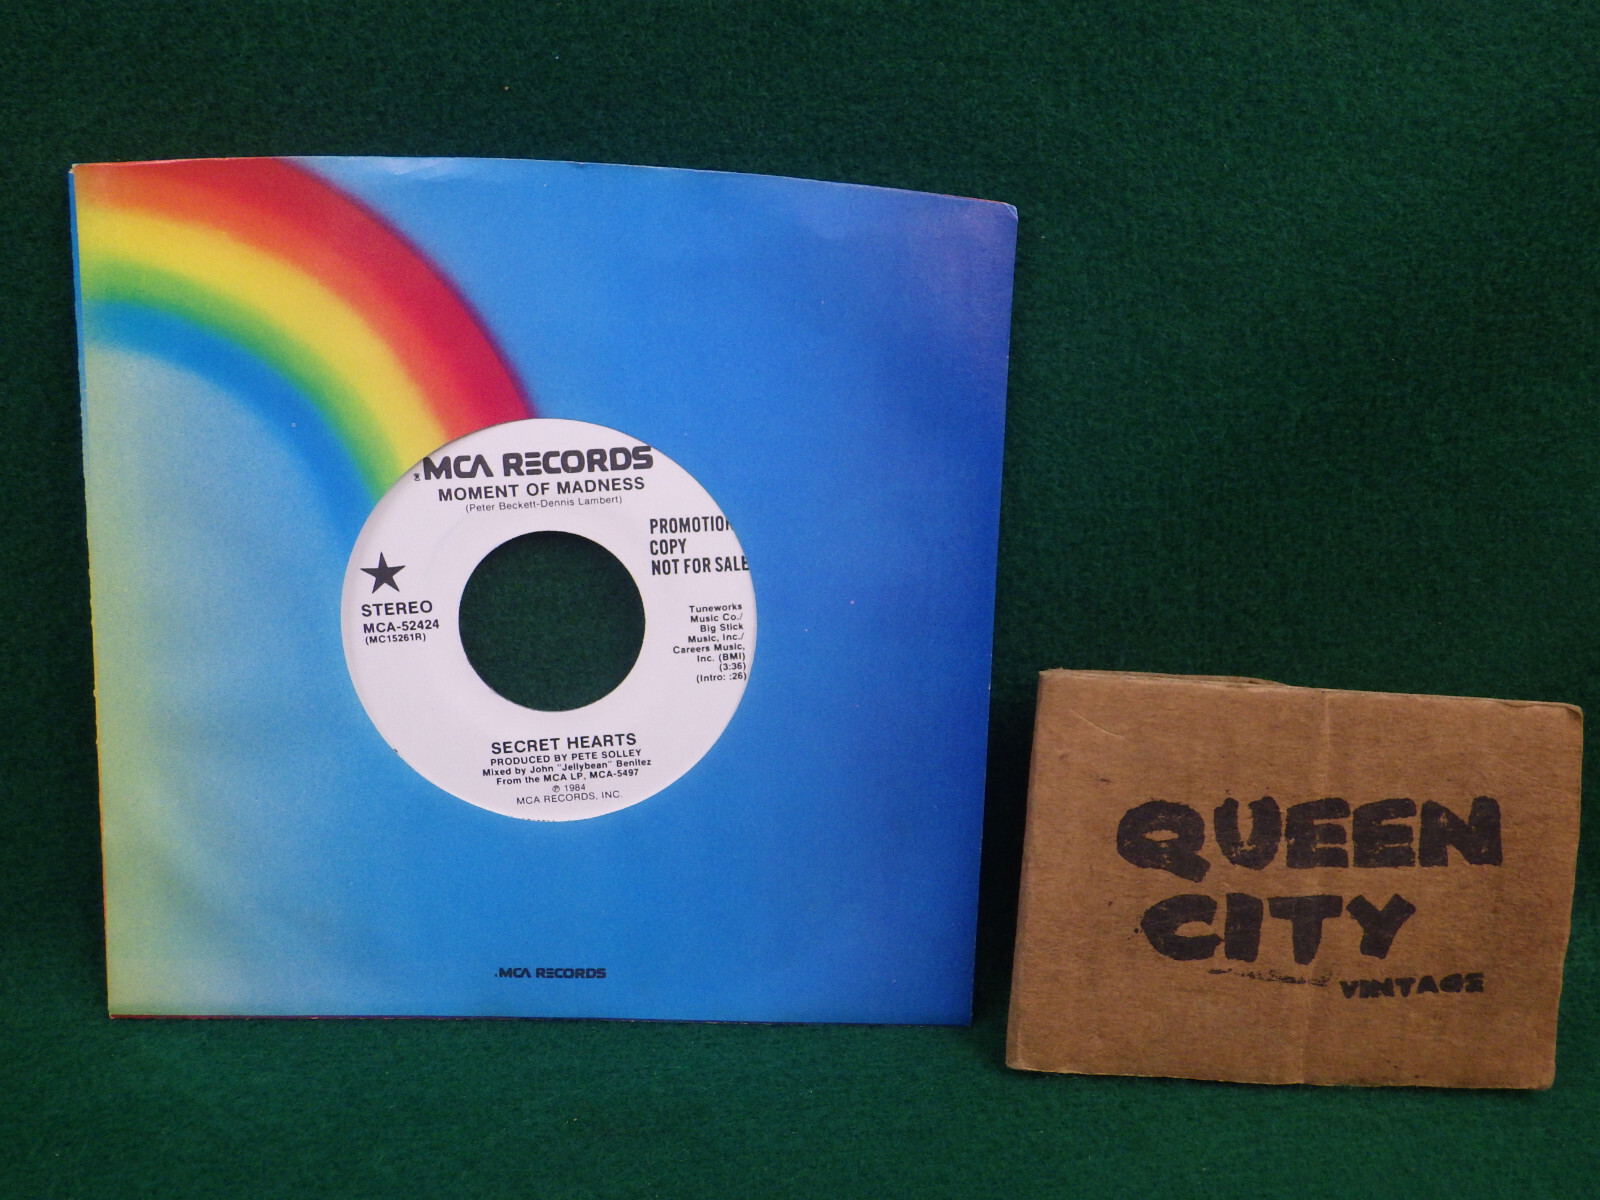 MCA RECORDS
MOMENT OF MADNESS
(Peter Beckett-Dennis Lambert)
PROMOTION
COPY
NOT FOR SALE
STEREO
MCA-52424
(MC15261R)
Tuneworks
Music Co./
Big Stick
Music, Inc./
Careers Music,
Inc. (BMI)
(3:36)
(Intro: :26)
SECRET HEARTS
PRODUCED BY PETE SOLLEY
Mixed by John "Jellybean" Benitez
From the MCA LP, MCA-5497
℗ 1984
MCA RECORDS, INC.
MCA RECORDS
QUEEN
CITY
VINTAGE